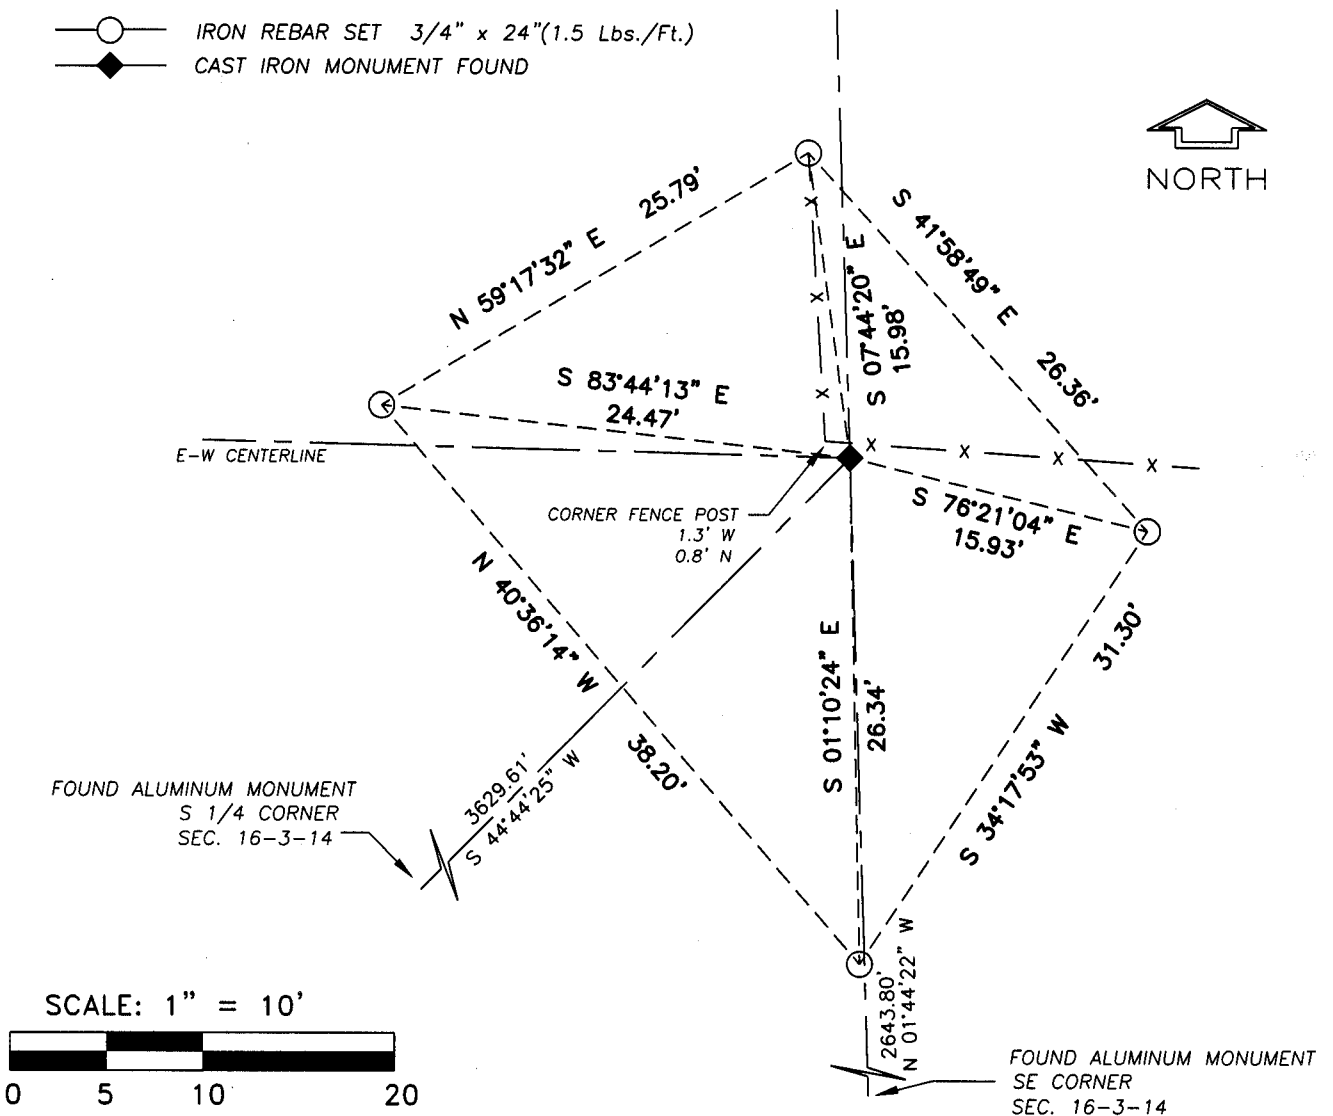 IRON REBAR SET 3/4" x 24"(1.5 Lbs./Ft.)
CAST IRON MONUMENT FOUND
NORTH
N 59°17'32" E 25.79'
S 41°58'49" E 26.36'
S 07°44'20" E
15.98'
S 83°44'13" E
24.47'
E-W CENTERLINE
CORNER FENCE POST
1.3' W
0.8' N
S 76°21'04" E
15.93'
N 40°36'14" W 38.20'
S 01°10'24" E
26.34'
31.30'
S 34°17'53" W
3629.61'
S 44°44'25" W
FOUND ALUMINUM MONUMENT
S 1/4 CORNER
SEC. 16-3-14
2643.80'
N 01°44'22" W
SCALE: 1" = 10'
0 5 10 20
FOUND ALUMINUM MONUMENT
SE CORNER
SEC. 16-3-14